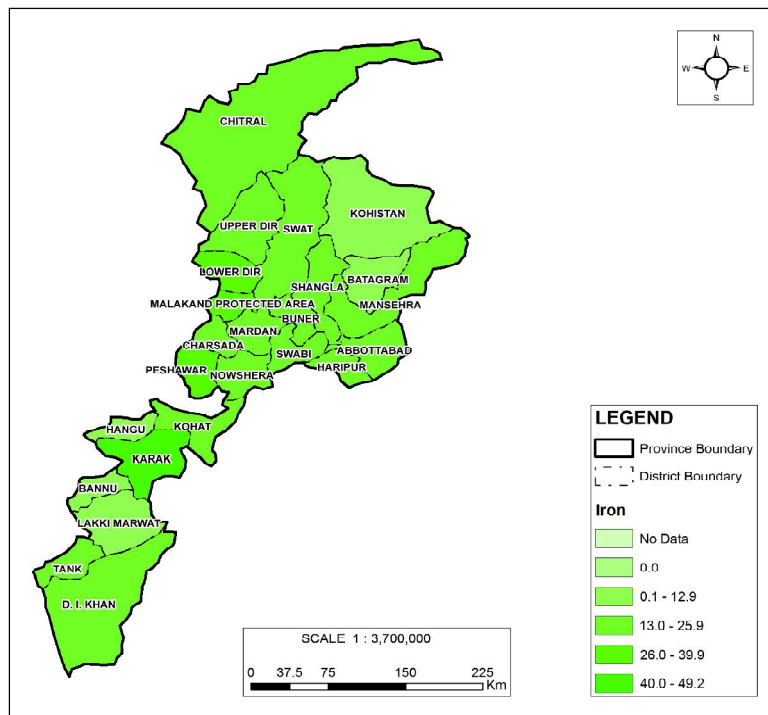 N
W E
S
CHITRAL
KOHISTAN
UPPER DIR SWAT
LOWER DIR
BATAGRAM
SHANGLA
MALAKAND PROTECTED AREA MANSEHRA
BUNER
MARDAN
CHARSADA
SWABI ABBOTTABAD
HARIPUR
PESHAWAR NOWSHERA
HANGU KOHAT
KARAK
BANNU
LAKKI MARWAT
TANK
D. I. KHAN
LEGEND
Province Boundary
District Boundary
Iron
No Data
0.0
0.1 - 12.9
13.0 - 25.9
26.0 - 39.9
40.0 - 49.2
SCALE 1 : 3,700,000
0 37.5 75 150 225
Km